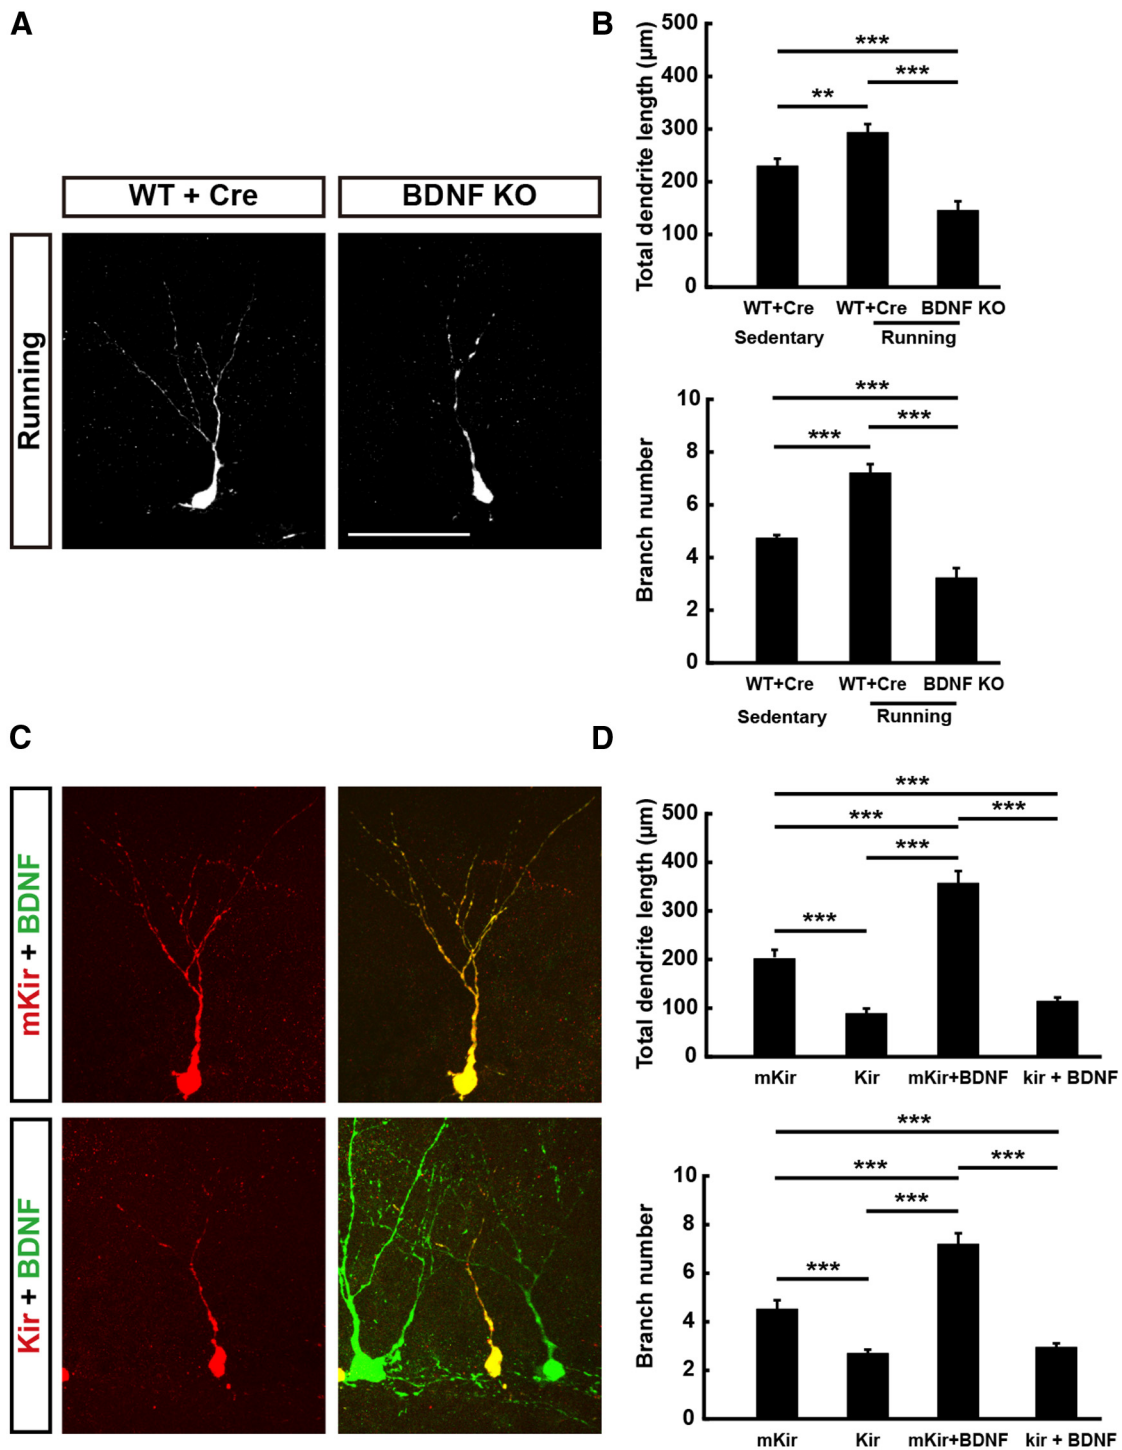 A
WT + Cre
BDNF KO
Running
B
Total dendrite length (µm)
500
400
300
200
100
0
***
***
**
WT+Cre
WT+Cre
BDNF KO
Sedentary
Running
Branch number
10
8
6
4
2
0
***
***
***
WT+Cre
WT+Cre
BDNF KO
Sedentary
Running
C
mKir + BDNF
Kir + BDNF
D
Total dendrite length (µm)
500
400
300
200
100
0
***
***
***
***
***
mKir
Kir
mKir+BDNF
kir + BDNF
Branch number
10
8
6
4
2
0
***
***
***
***
***
mKir
Kir
mKir+BDNF
kir + BDNF